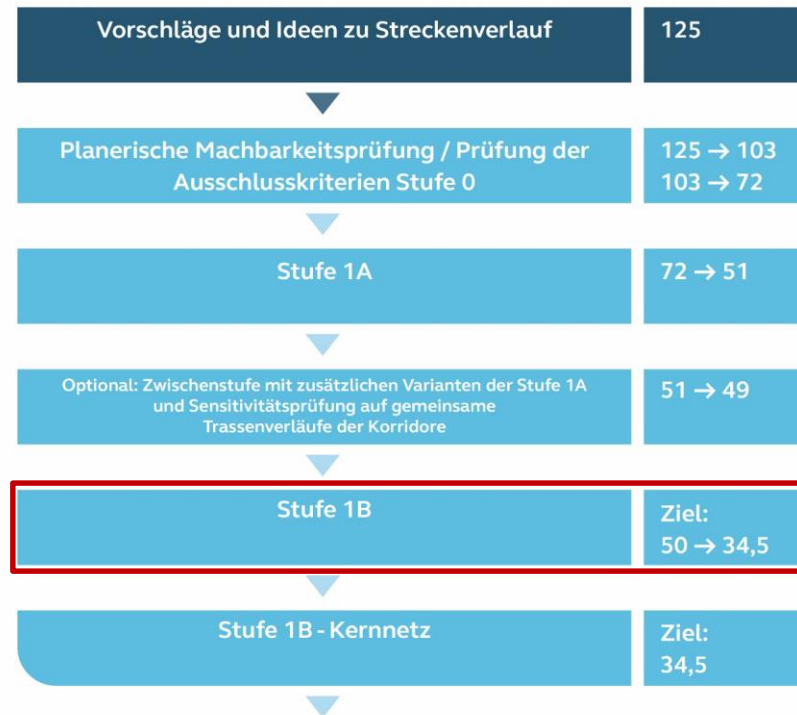 Vorschläge und Ideen zu Streckenverlauf
125
Planerische Machbarkeitsprüfung / Prüfung der
Ausschlusskriterien Stufe 0
125 → 103
103 → 72
Stufe 1A
72 → 51
Optional: Zwischenstufe mit zusätzlichen Varianten der Stufe 1A
und Sensitivitätsprüfung auf gemeinsame
Trassenverläufe der Korridore
51 → 49
Stufe 1B
Ziel:
50 → 34,5
Stufe 1B - Kernnetz
Ziel:
34,5